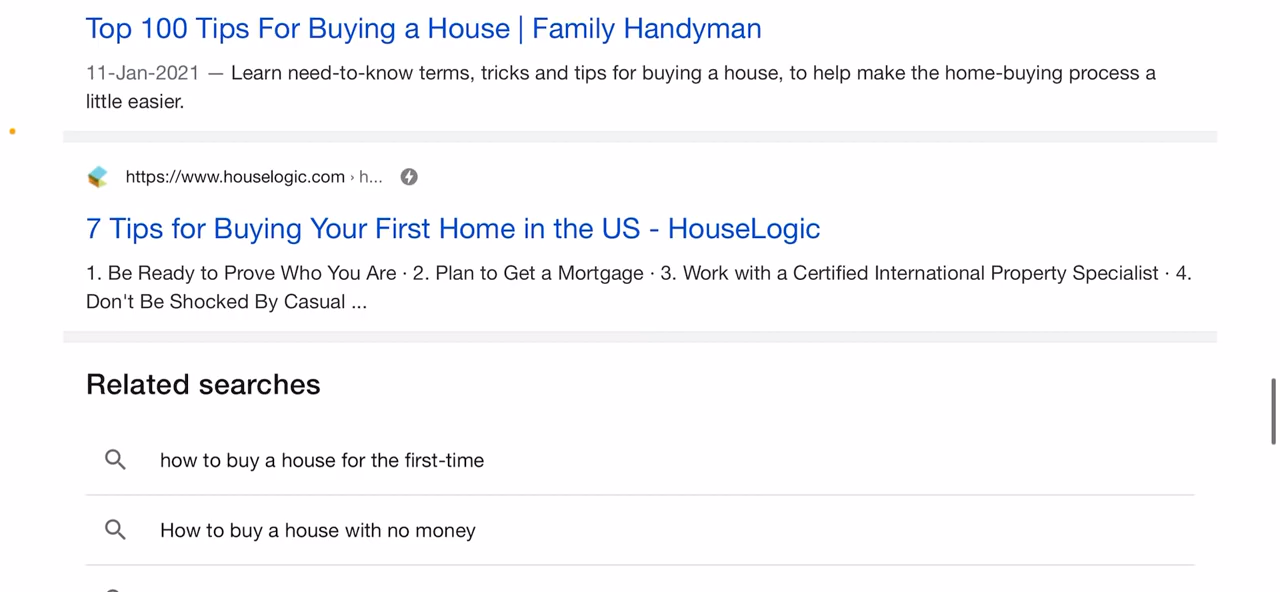 Top 100 Tips For Buying a House | Family Handyman
11-Jan-2021 — Learn need-to-know terms, tricks and tips for buying a house, to help make the home-buying process a
little easier.
https://www.houselogic.com › h...
7 Tips for Buying Your First Home in the US - HouseLogic
1. Be Ready to Prove Who You Are · 2. Plan to Get a Mortgage · 3. Work with a Certified International Property Specialist · 4.
Don't Be Shocked By Casual ...
Related searches
how to buy a house for the first-time
How to buy a house with no money